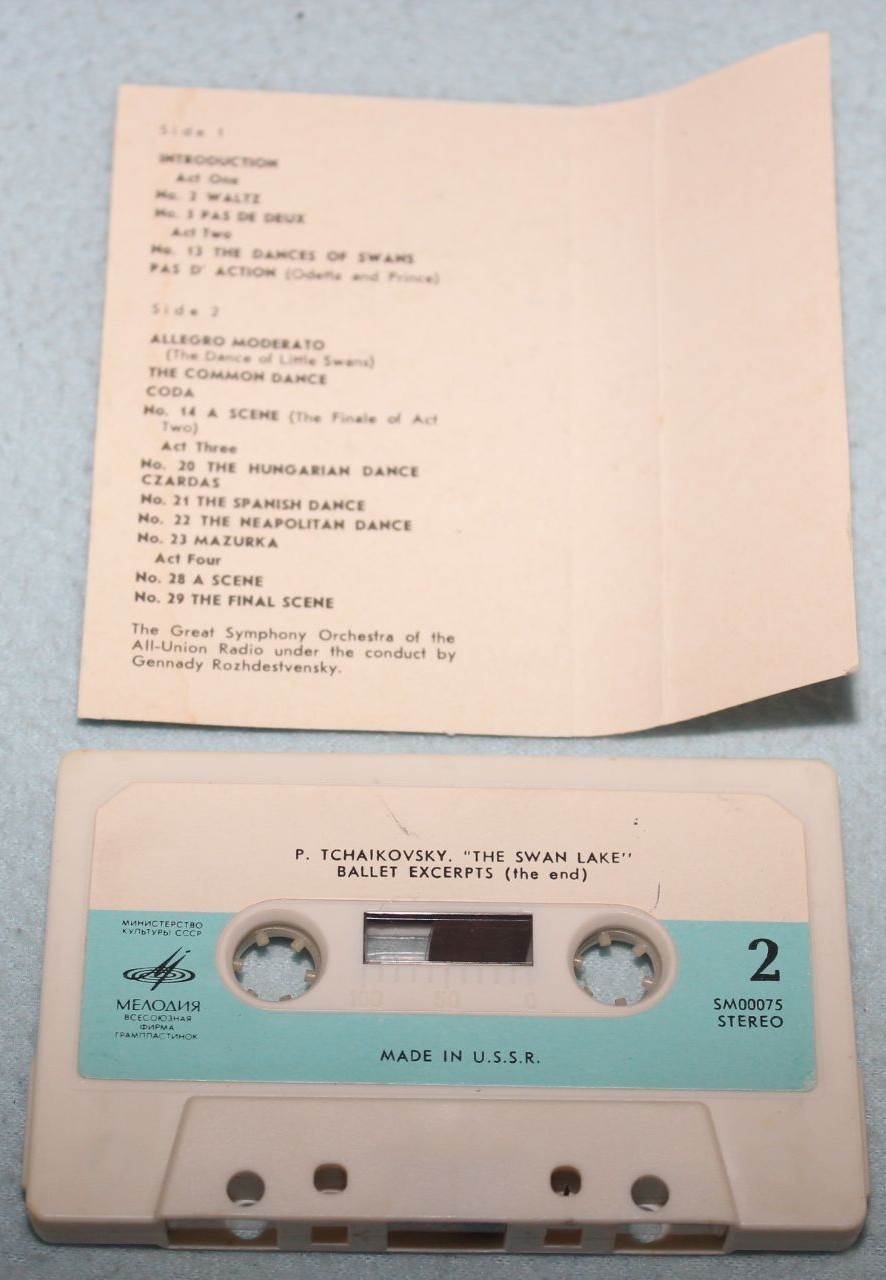 Side 1
INTRODUCTION
Act One
No. 2 WALTZ
No. 5 PAS DE DEUX
Act Two
No. 13 THE DANCES OF SWANS
PAS D' ACTION (Odetta and Prince)
Side 2
ALLEGRO MODERATO
(The Dance of Little Swans)
THE COMMON DANCE
CODA
No. 14 A SCENE (The Finale of Act
Two)
Act Three
No. 20 THE HUNGARIAN DANCE
CZARDAS
No. 21 THE SPANISH DANCE
No. 22 THE NEAPOLITAN DANCE
No. 23 MAZURKA
Act Four
No. 28 A SCENE
No. 29 THE FINAL SCENE
The Great Symphony Orchestra of the
All-Union Radio under the conduct by
Gennady Rozhdestvensky.
P. TCHAIKOVSKY. "THE SWAN LAKE"
BALLET EXCERPTS (the end)
МИНИСТЕРСТВО
КУЛЬТУРЫ СССР
МЕЛОДИЯ
ВСЕСОЮЗНАЯ
ФИРМА
ГРАМПЛАСТИНОК
100 50 0
2
SM00075
STEREO
MADE IN U.S.S.R.